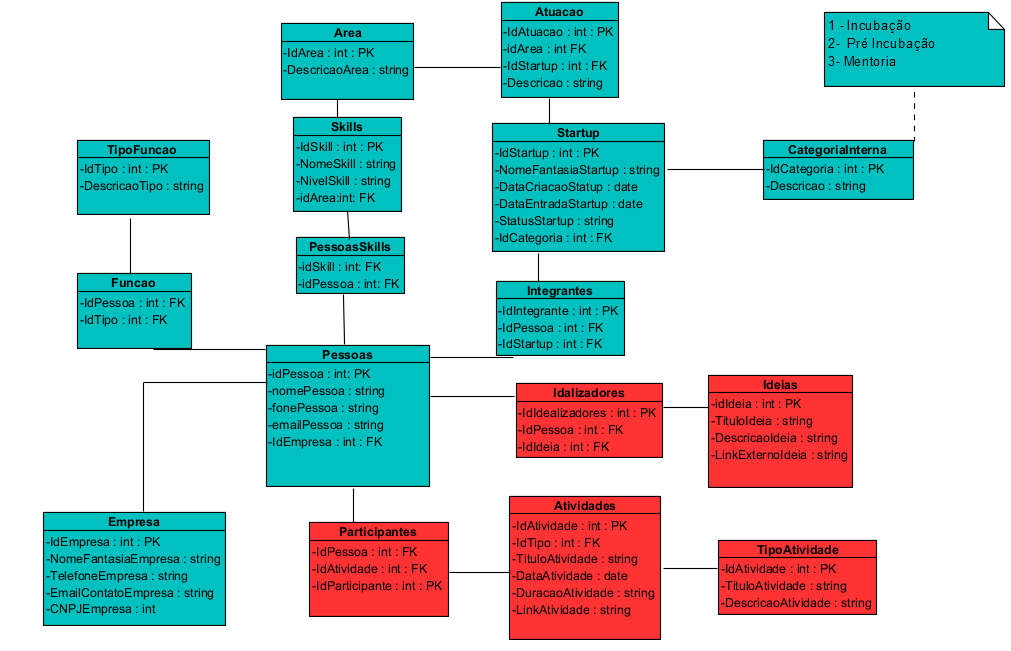 Area
-IdArea : int : PK
-DescricaoArea : string
Atuacao
-IdAtuacao : int : PK
-idArea : int FK
-IdStartup : int : FK
-Descricao : string
1 - Incubação
2- Pré Incubação
3- Mentoria
TipoFuncao
-IdTipo : int : PK
-DescricaoTipo : string
Skills
-IdSkill : int : PK
-NomeSkill : string
-NivelSkill : string
-idArea:int: FK
Startup
-IdStartup : int : PK
-NomeFantasiaStartup : string
-DataCriacaoStatup : date
-DataEntradaStartup : date
-StatusStartup : string
-IdCategoria : int : FK
CategoriaInterna
-IdCategoria : int : PK
-Descricao : string
PessoasSkills
-idSkill : int: FK
-idPessoa : int: FK
Funcao
-IdPessoa : int : FK
-IdTipo : int : FK
Integrantes
-IdIntegrante : int : PK
-IdPessoa : int : FK
-IdStartup : int : FK
Pessoas
-idPessoa : int: PK
-nomePessoa : string
-fonePessoa : string
-emailPessoa : string
-IdEmpresa : int : FK
Idalizadores
-IdIdealizadores : int : PK
-IdPessoa : int : FK
-IdIdeia : int : FK
Ideias
-idIdeia : int : PK
-TituloIdeia : string
-DescricaoIdeia : string
-LinkExternoIdeia : string
Empresa
-IdEmpresa : int : PK
-NomeFantasiaEmpresa : string
-TelefoneEmpresa : string
-EmailContatoEmpresa : string
-CNPJEmpresa : int
Participantes
-IdPessoa : int : FK
-IdAtividade : int : FK
-IdParticipante : int : PK
Atividades
-IdAtividade : int : PK
-IdTipo : int : FK
-TituloAtividade : string
-DataAtividade : date
-DuracaoAtividade : string
-LinkAtividade : string
TipoAtividade
-IdAtividade : int : PK
-TituloAtividade : string
-DescricaoAtividade : string